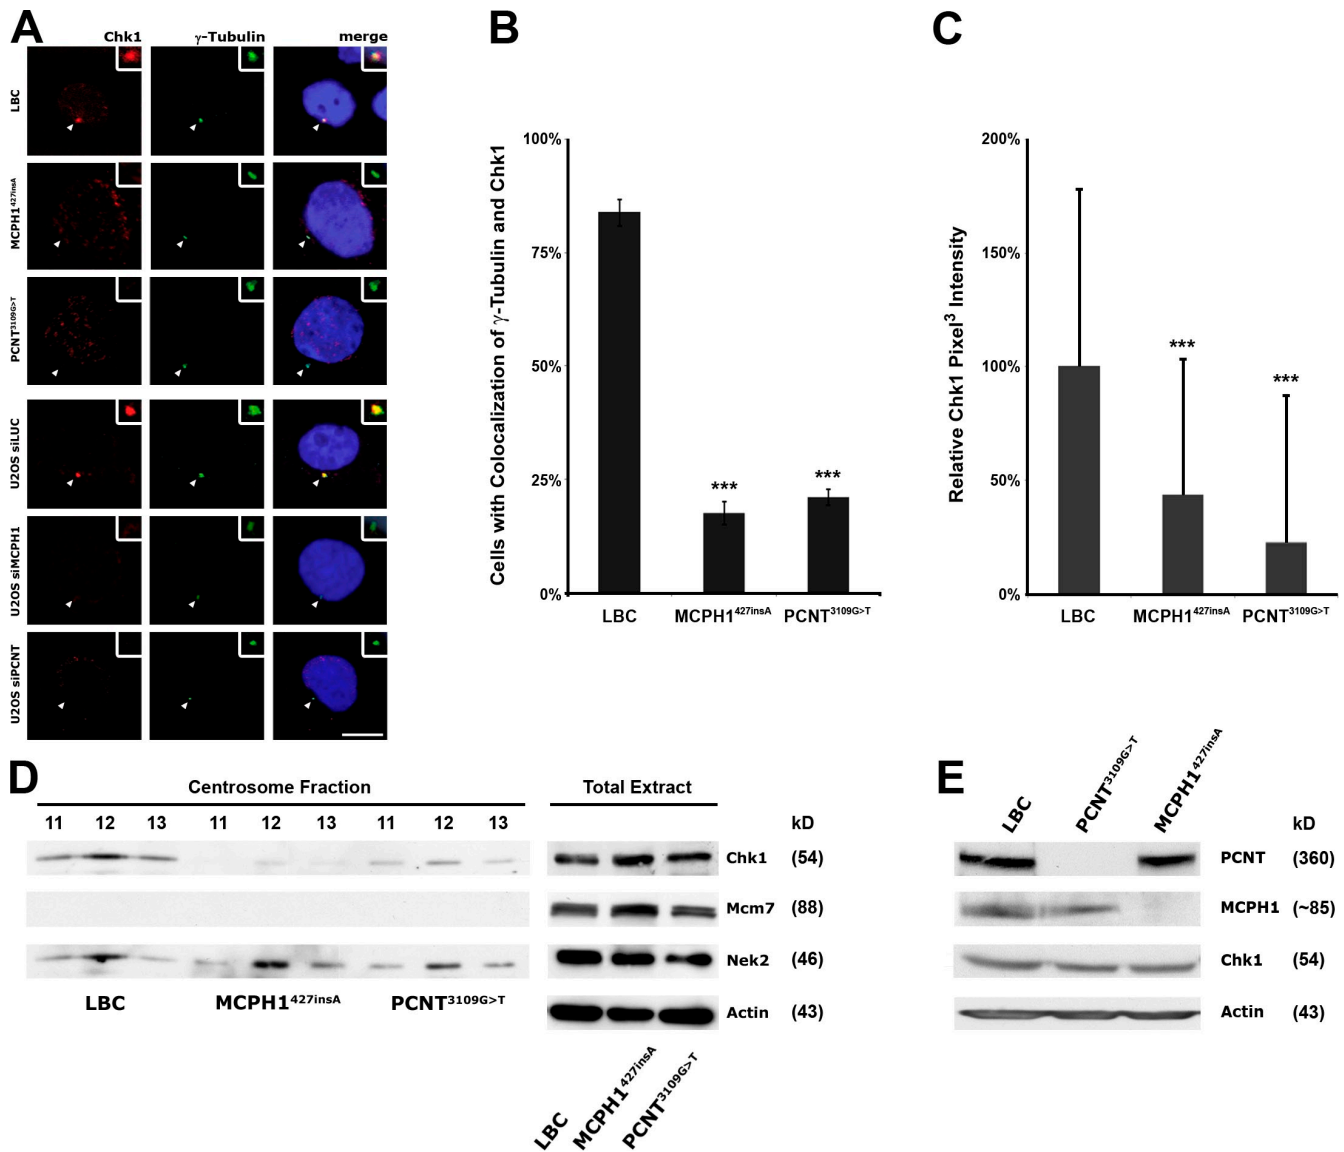 A
Chk1 γ-Tubulin merge
LBC
MCPH1427insA
PCNT3109G>T
U2OS siLUC
U2OS siMCPH1
U2OS siPCNT
B
Cells with Colocalization of γ-Tubulin and Chk1
100%
75%
50%
25%
0%
***
***
LBC MCPH1427insA PCNT3109G>T
C
Relative Chk1 Pixel3 Intensity
200%
150%
100%
50%
0%
***
***
LBC MCPH1427insA PCNT3109G>T
D
Centrosome Fraction Total Extract
11 12 13 11 12 13 11 12 13 kD
Chk1 (54)
Mcm7 (88)
Nek2 (46)
LBC MCPH1427insA PCNT3109G>T
Actin (43)
LBC
MCPH1427insA
PCNT3109G>T
E
LBC
PCNT3109G>T
MCPH1427insA
kD
PCNT (360)
MCPH1 (~85)
Chk1 (54)
Actin (43)